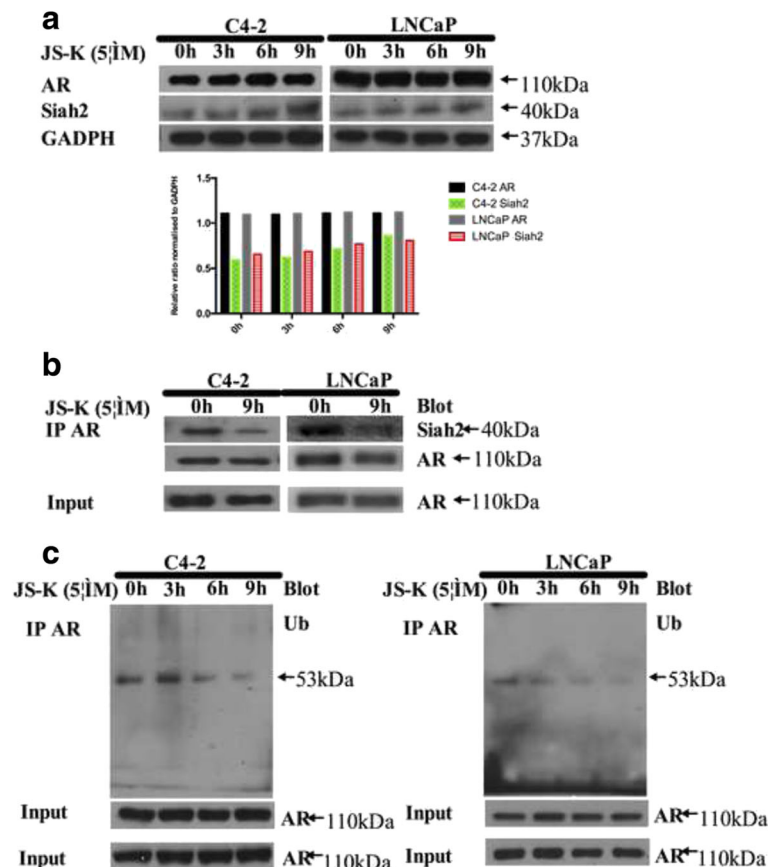 a
C4-2 LNCaP
JS-K (5¦ÌM) 0h 3h 6h 9h 0h 3h 6h 9h
AR 110kDa
Siah2 40kDa
GADPH 37kDa
Relative ratio normalised to GADPH
1.5
1.0
0.5
0.0
0h 3h 6h 9h
C4-2 AR
C4-2 Siah2
LNCaP AR
LNCaP Siah2
b
C4-2 LNCaP
JS-K (5¦ÌM) 0h 9h 0h 9h Blot
IP AR Siah2 40kDa
AR 110kDa
Input AR 110kDa
c
C4-2
JS-K (5¦ÌM) 0h 3h 6h 9h Blot
IP AR Ub
53kDa
Input AR 110kDa
Input AR 110kDa
LNCaP
JS-K (5¦ÌM) 0h 3h 6h 9h Blot
IP AR Ub
53kDa
Input AR 110kDa
Input AR 110kDa